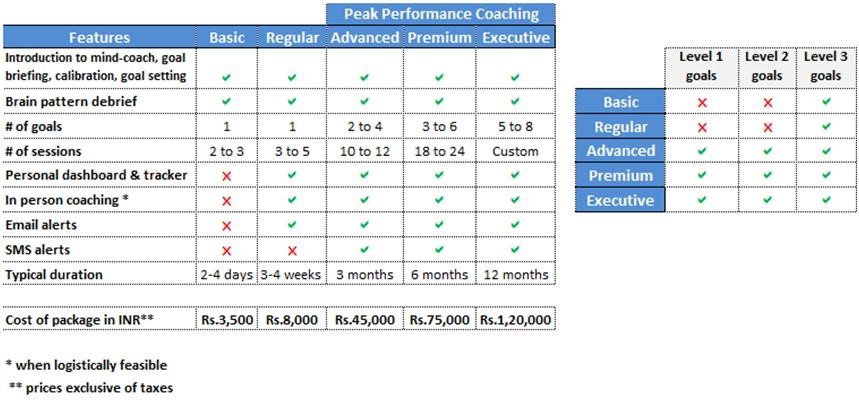 Peak Performance Coaching
Features Basic Regular Advanced Premium Executive
Introduction to mind-coach, goal
briefing, calibration, goal setting ✓ ✓ ✓ ✓ ✓
Brain pattern debrief ✓ ✓ ✓ ✓ ✓
# of goals 1 1 2 to 4 3 to 6 5 to 8
# of sessions 2 to 3 3 to 5 10 to 12 18 to 24 Custom
Personal dashboard & tracker ✗ ✓ ✓ ✓ ✓
In person coaching * ✗ ✓ ✓ ✓ ✓
Email alerts ✗ ✓ ✓ ✓ ✓
SMS alerts ✗ ✗ ✓ ✓ ✓
Typical duration 2-4 days 3-4 weeks 3 months 6 months 12 months
Cost of package in INR** Rs.3,500 Rs.8,000 Rs.45,000 Rs.75,000 Rs.1,20,000
* when logistically feasible
** prices exclusive of taxes
Level 1 Level 2 Level 3
goals goals goals
Basic ✗ ✗ ✓
Regular ✗ ✗ ✓
Advanced ✓ ✓ ✓
Premium ✓ ✓ ✓
Executive ✓ ✓ ✓